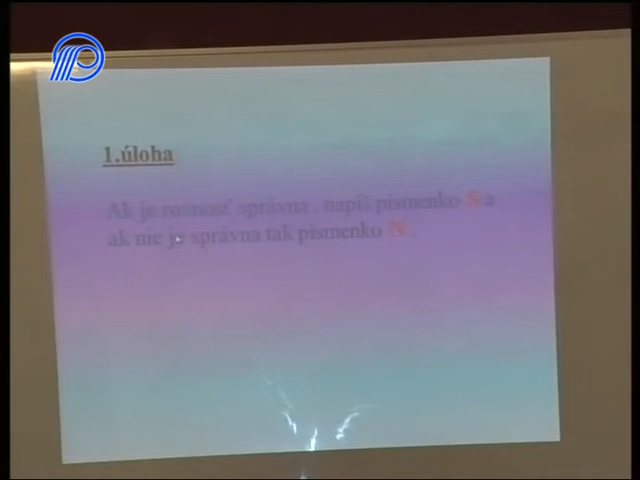 1.úloha
Ak je rovnosť správna , napíš písmenko S a
ak nie je správna tak písmenko N .